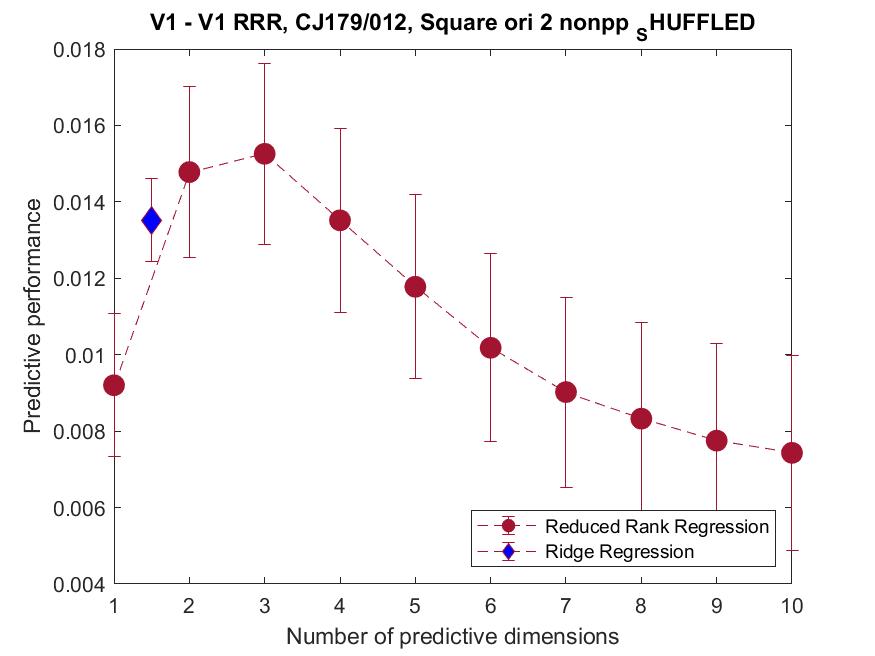 V1 - V1 RRR, CJ179/012, Square ori 2 nonpp SHUFFLED
0.018
0.016
0.014
0.012
0.01
0.008
0.006
0.004
Predictive performance
Reduced Rank Regression
Ridge Regression
1 2 3 4 5 6 7 8 9 10
Number of predictive dimensions